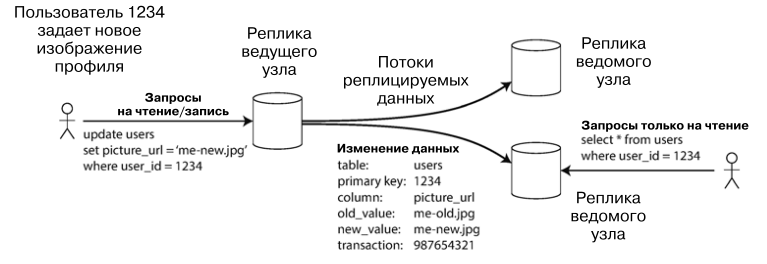 Пользователь 1234
задает новое
изображение
профиля
Реплика
ведущего
узла
Потоки
реплицируемых
данных
Реплика
ведомого
узла
Запросы
на чтение/запись
update users
set picture_url = 'me-new.jpg'
where user_id = 1234
Изменение данных
table: users
primary key: 1234
column: picture_url
old_value: me-old.jpg
new_value: me-new.jpg
transaction: 987654321
Запросы только на чтение
select * from users
where user_id = 1234
Реплика
ведомого
узла